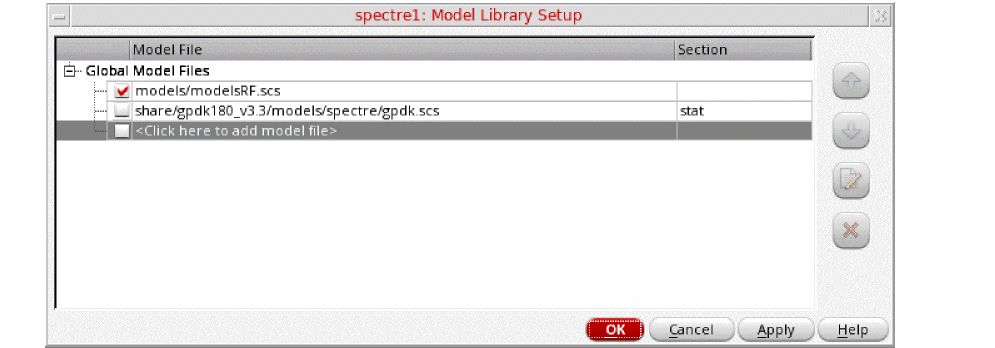 spectre1: Model Library Setup
Model File Section
Global Model Files
models/modelsRF.scs
share/gpdk180_v3.3/models/spectre/gpdk.scs stat
<Click here to add model file>
OK Cancel Apply Help